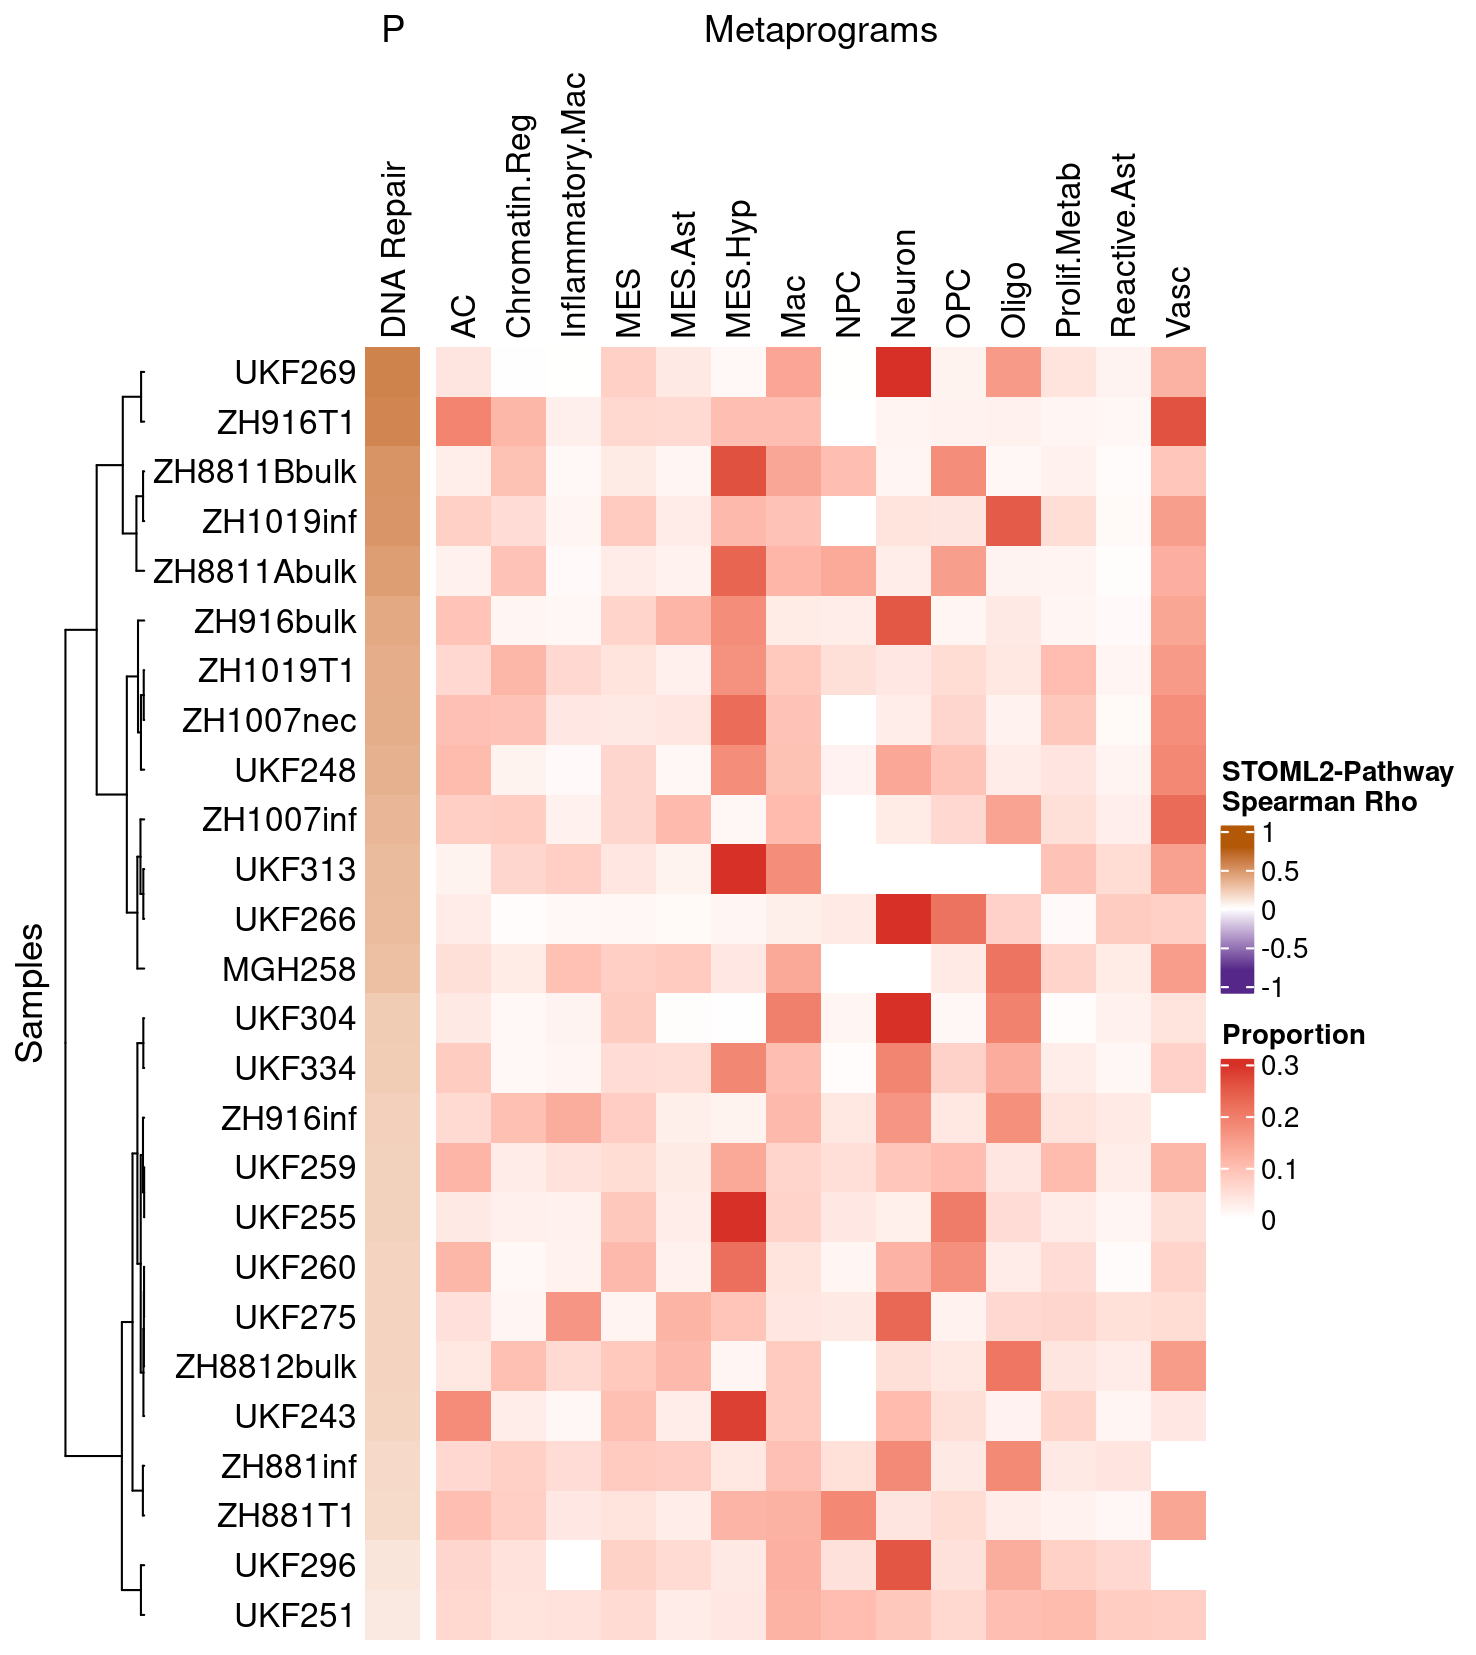 P
Metaprograms
DNA Repair
AC
Chromatin.Reg
Inflammatory.Mac
MES
MES.Ast
MES.Hyp
Mac
NPC
Neuron
OPC
Oligo
Prolif.Metab
Reactive.Ast
Vasc
Samples
UKF269
ZH916T1
ZH8811Bbulk
ZH1019inf
ZH8811Abulk
ZH916bulk
ZH1019T1
ZH1007nec
UKF248
ZH1007inf
UKF313
UKF266
MGH258
UKF304
UKF334
ZH916inf
UKF259
UKF255
UKF260
UKF275
ZH8812bulk
UKF243
ZH881inf
ZH881T1
UKF296
UKF251
STOML2-Pathway
Spearman Rho
1
0.5
0
-0.5
-1
Proportion
0.3
0.2
0.1
0